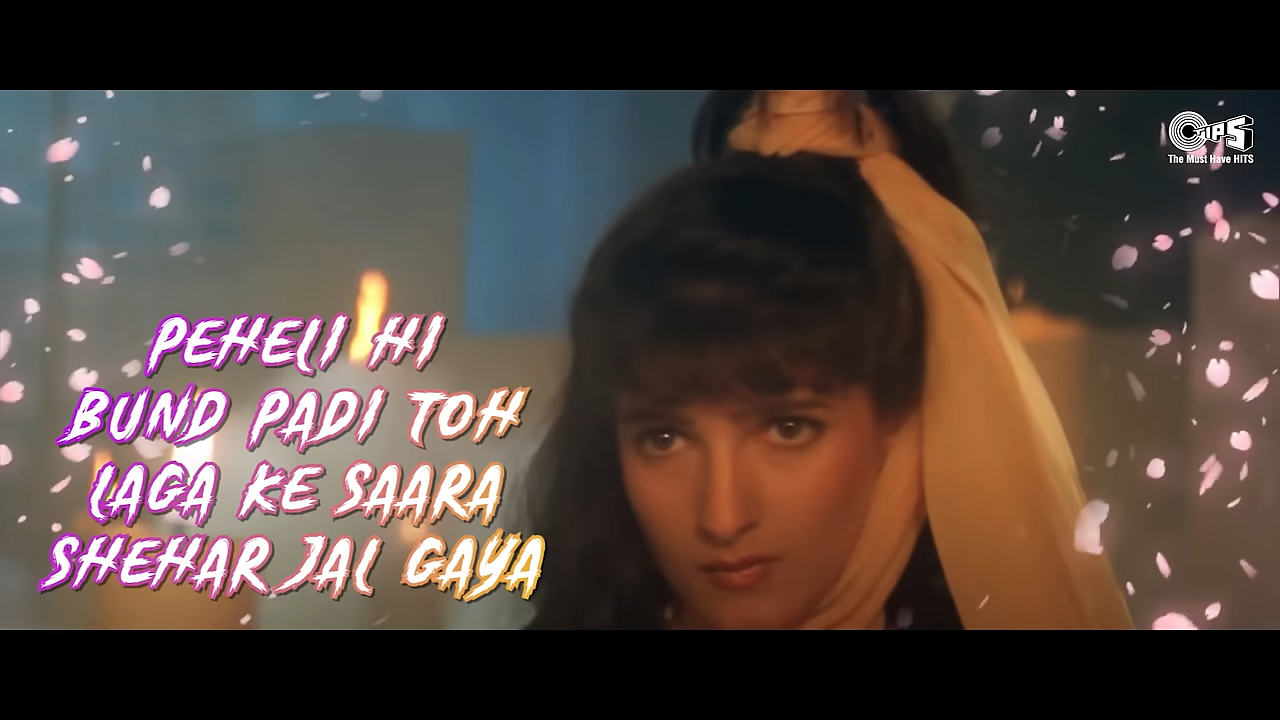 TIPS
The Must Have HITS
PEHELI HI
BUND PADI TOH
LAGA KE SAARA
SHEHAR JAL GAYA